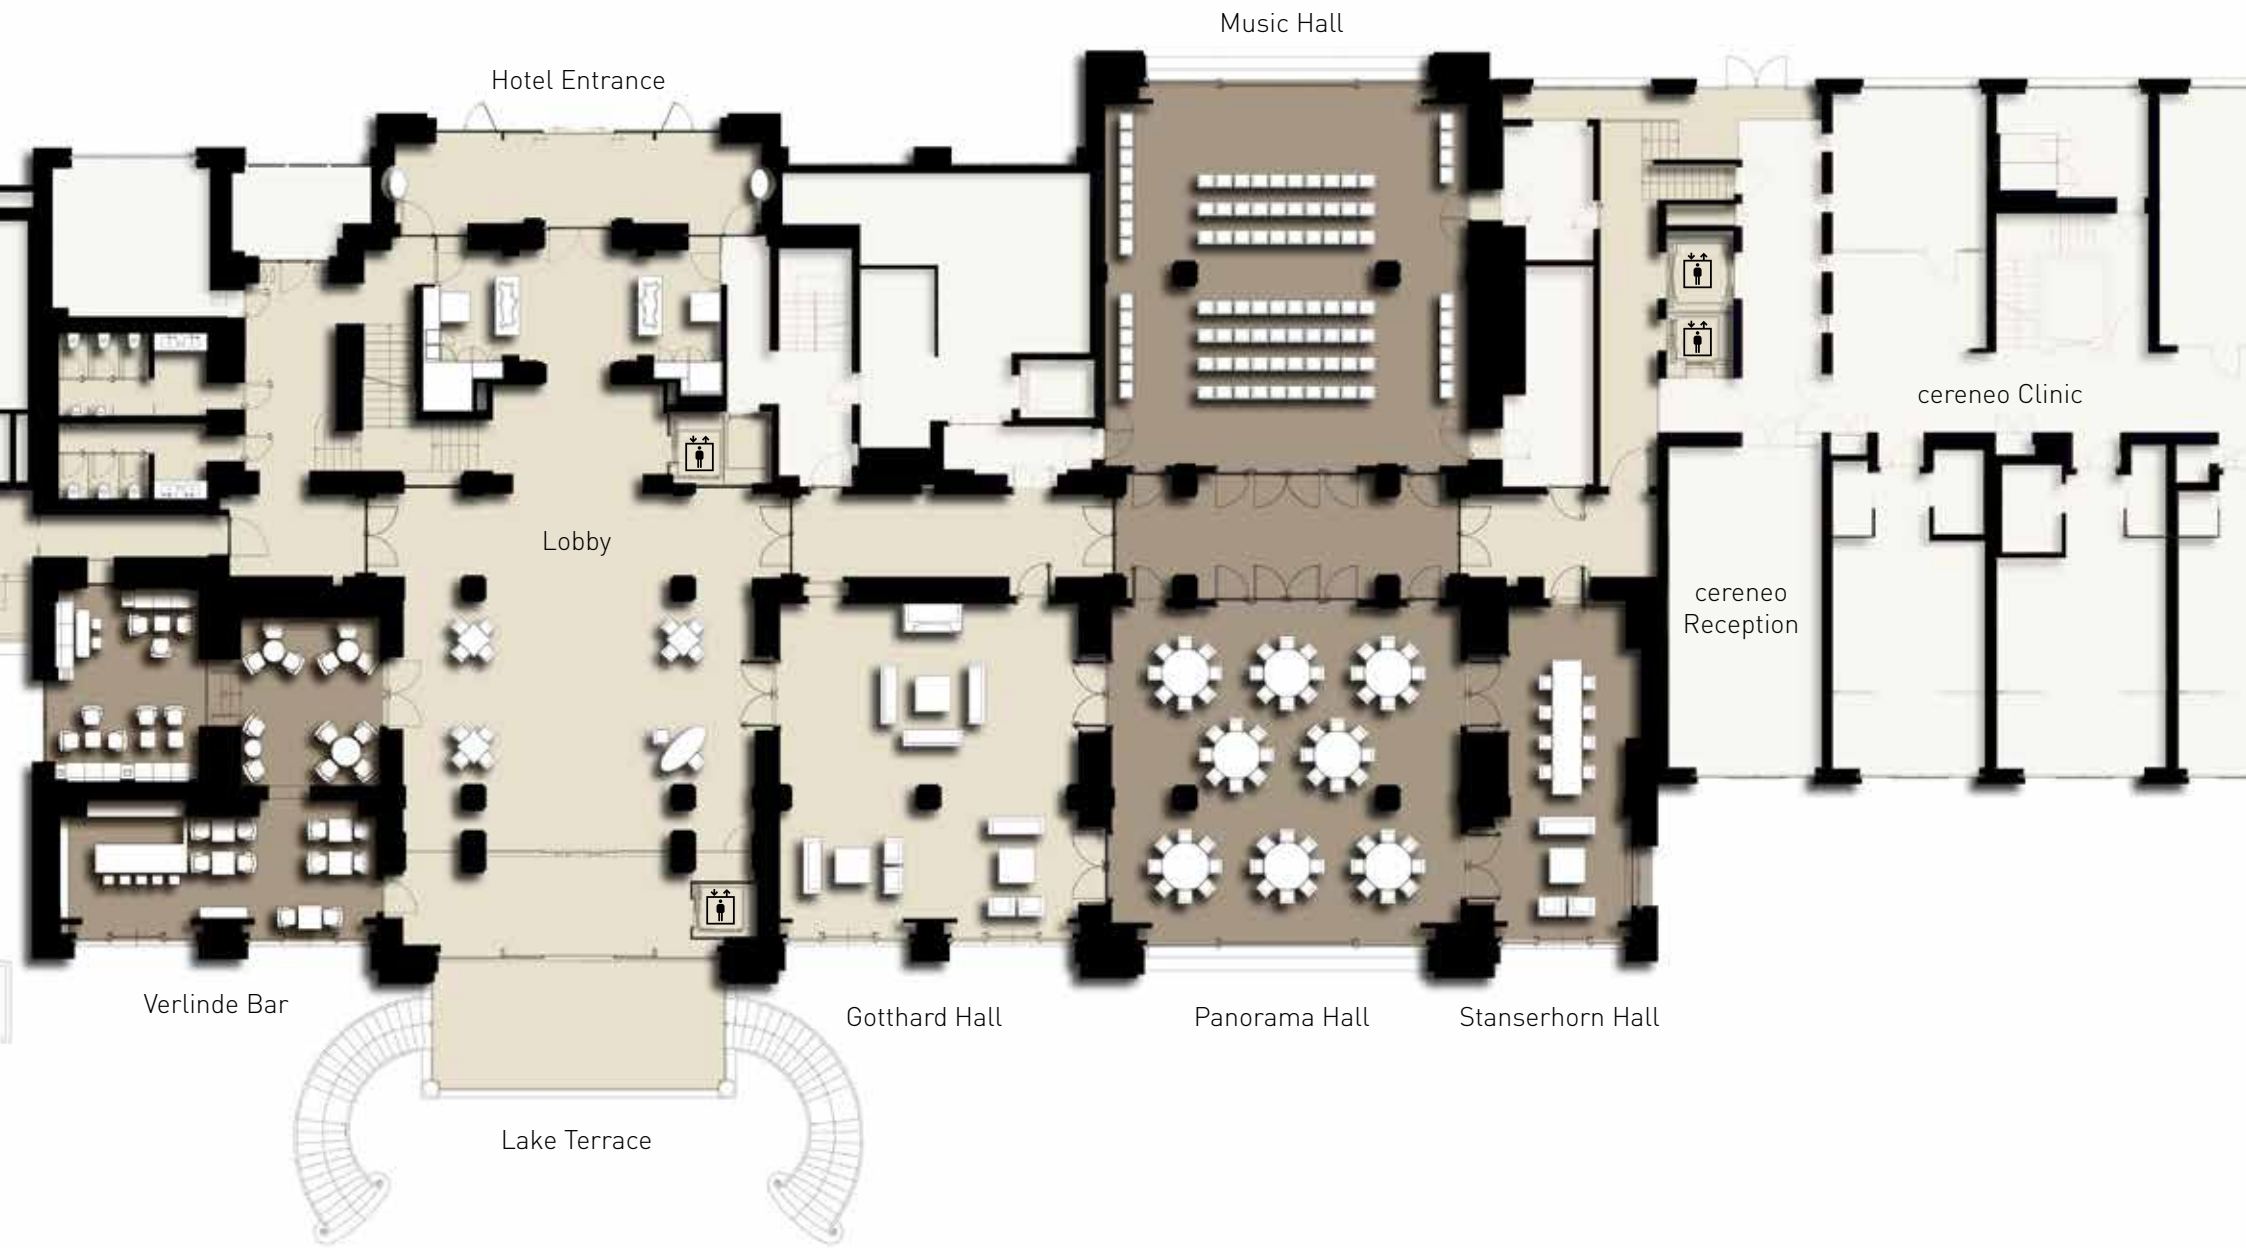 Music Hall
Hotel Entrance
cereneo Clinic
Lobby
cereneo
Reception
Verlinde Bar
Gotthard Hall
Panorama Hall
Stanserhorn Hall
Lake Terrace